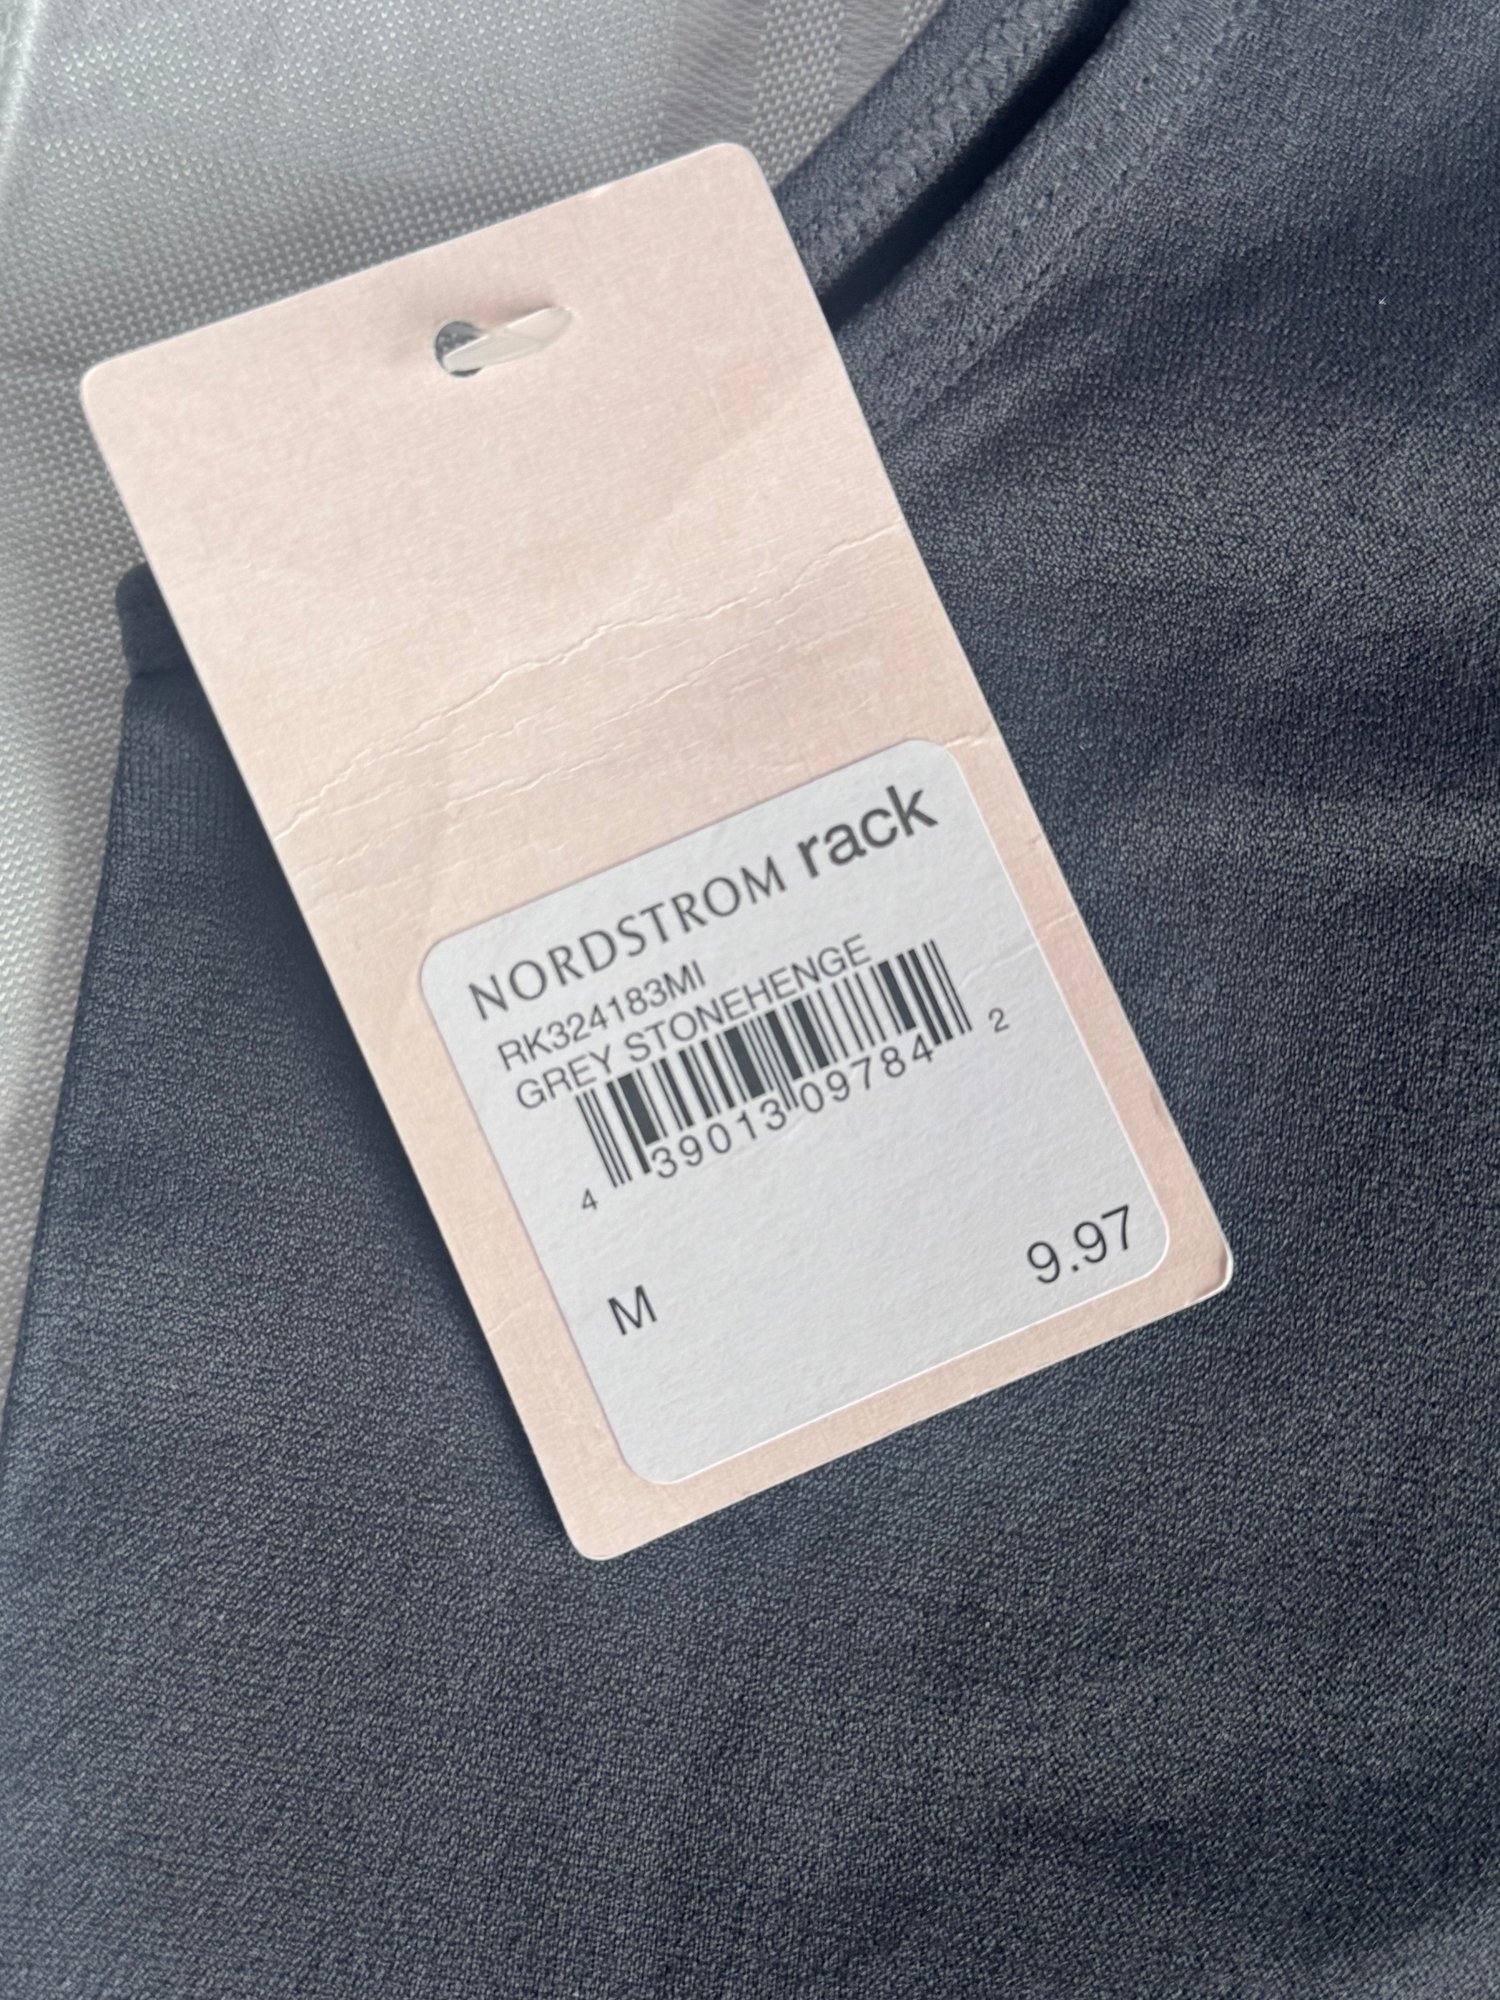 NORDSTROM rack
RK324183MI
GREY STONEHENGE
4 39013 09784 2
M 9.97